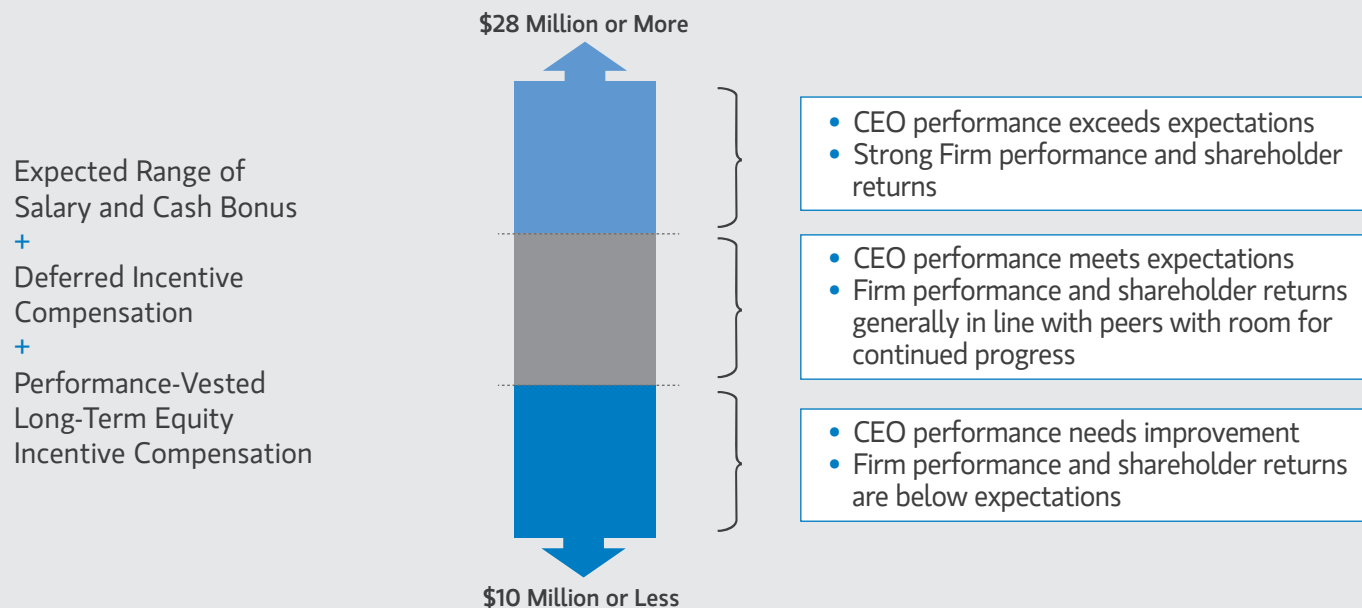 $28 Million or More
Expected Range of
Salary and Cash Bonus
+
Deferred Incentive
Compensation
+
Performance-Vested
Long-Term Equity
Incentive Compensation
• CEO performance exceeds expectations
• Strong Firm performance and shareholder
returns
• CEO performance meets expectations
• Firm performance and shareholder returns
generally in line with peers with room for
continued progress
• CEO performance needs improvement
• Firm performance and shareholder returns
are below expectations
$10 Million or Less